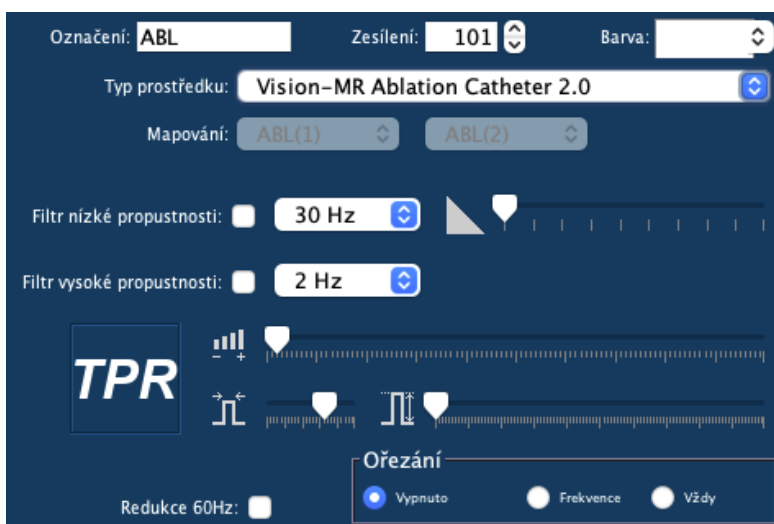 Označení: ABL Zesílení: 101 Barva:
Typ prostředku: Vision-MR Ablation Catheter 2.0
Mapování: ABL(1) ABL(2)
Filtr nízké propustnosti: 30 Hz
Filtr vysoké propustnosti: 2 Hz
- +
TPR
Ořezání
Redukce 60Hz: Vypnuto Frekvence Vždy